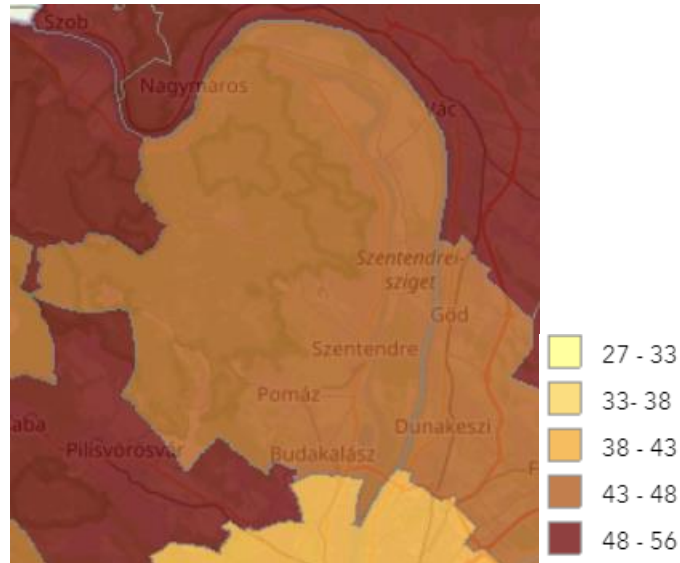 Szob
Nagymaros
Vác
Szentendrei-
sziget
Göd
Szentendre
Pomáz
Dunakeszi
aba
Pilisvörösvár
Budakalász
F
27 - 33
33- 38
38 - 43
43 - 48
48 - 56